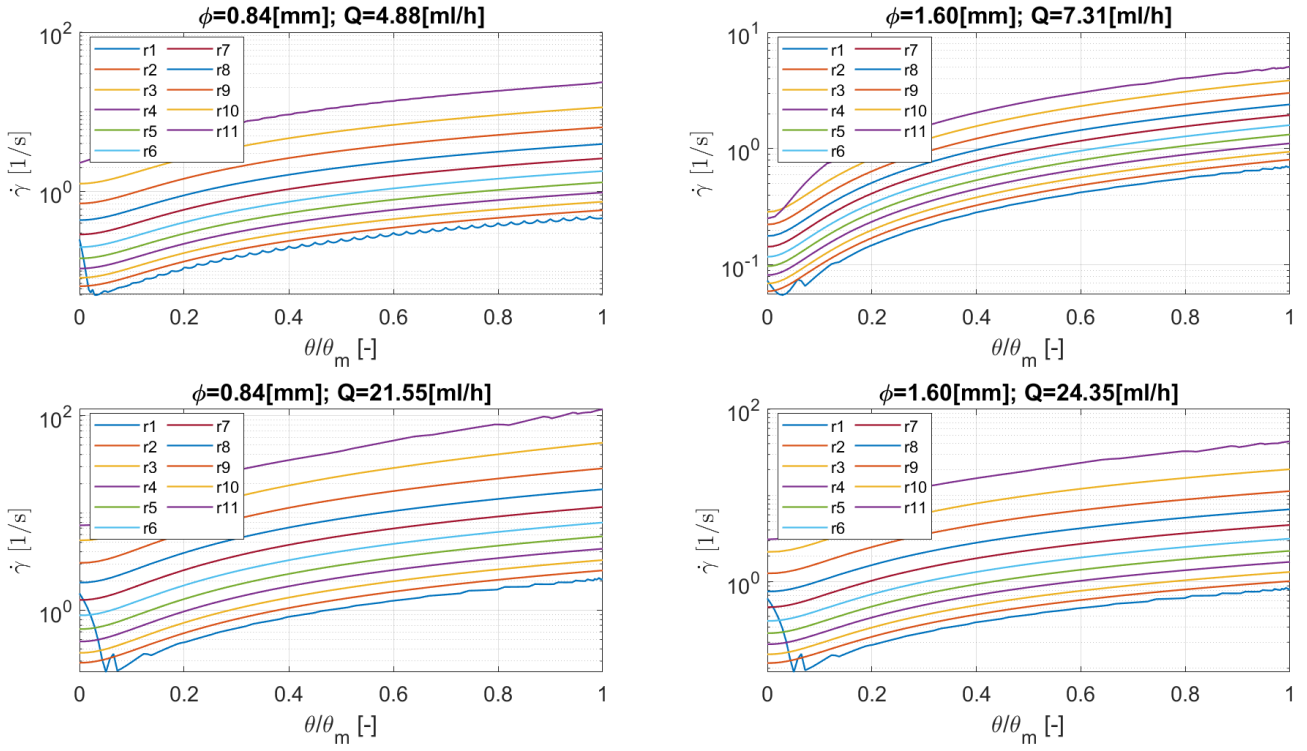 ϕ=0.84[mm]; Q=4.88[ml/h]
10²
10⁰
γ̇ [1/s]
r1 r7
r2 r8
r3 r9
r4 r10
r5 r11
r6
0 0.2 0.4 0.6 0.8 1
θ/θₘ [-]
ϕ=1.60[mm]; Q=7.31[ml/h]
10¹
10⁰
10⁻¹
γ̇ [1/s]
r1 r7
r2 r8
r3 r9
r4 r10
r5 r11
r6
0 0.2 0.4 0.6 0.8 1
θ/θₘ [-]
ϕ=0.84[mm]; Q=21.55[ml/h]
10²
10⁰
γ̇ [1/s]
r1 r7
r2 r8
r3 r9
r4 r10
r5 r11
r6
0 0.2 0.4 0.6 0.8 1
θ/θₘ [-]
ϕ=1.60[mm]; Q=24.35[ml/h]
10²
10⁰
γ̇ [1/s]
r1 r7
r2 r8
r3 r9
r4 r10
r5 r11
r6
0 0.2 0.4 0.6 0.8 1
θ/θₘ [-]